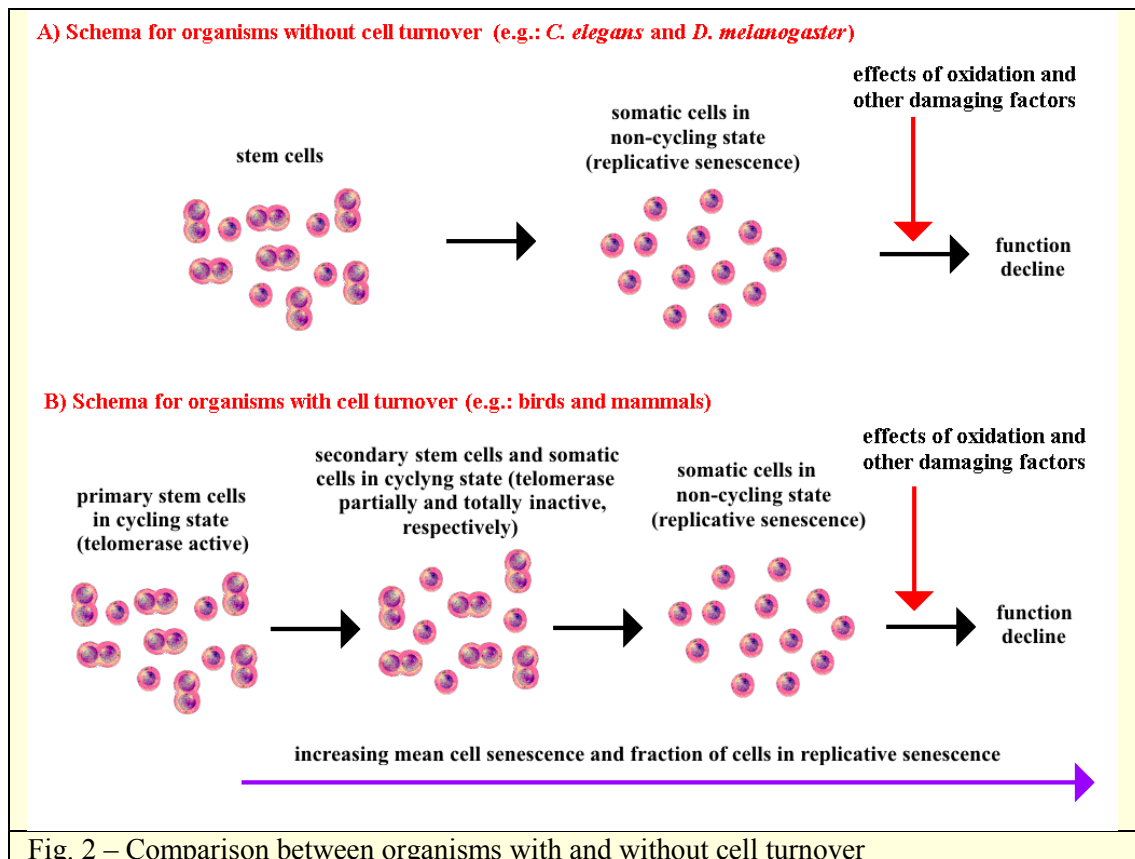 A) Schema for organisms without cell turnover (e.g.: C. elegans and D. melanogaster)
effects of oxidation and
other damaging factors
somatic cells in
non-cycling state
(replicative senescence)
stem cells
function
decline
B) Schema for organisms with cell turnover (e.g.: birds and mammals)
effects of oxidation and
other damaging factors
secondary stem cells and somatic
cells in cyclyng state (telomerase
partially and totally inactive,
respectively)
somatic cells in
non-cycling state
(replicative senescence)
primary stem cells
in cycling state
(telomerase active)
function
decline
increasing mean cell senescence and fraction of cells in replicative senescence
Fig. 2 – Comparison between organisms with and without cell turnover